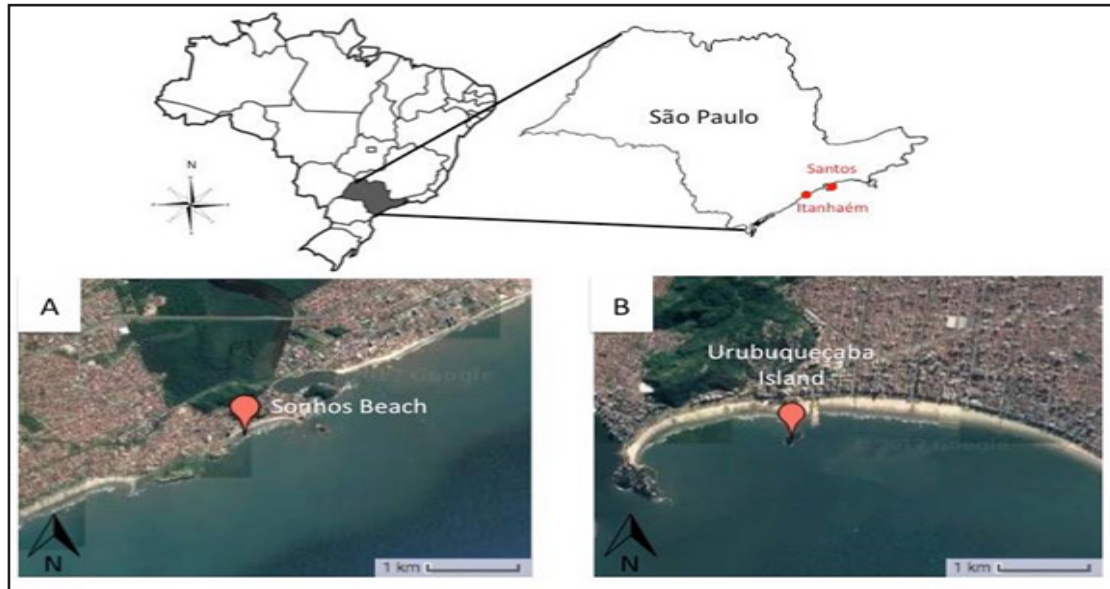 N
São Paulo
Santos
Itanhaém
A
Sonhos Beach
N
1 km
B
Urubuqueçaba
Island
N
1 km